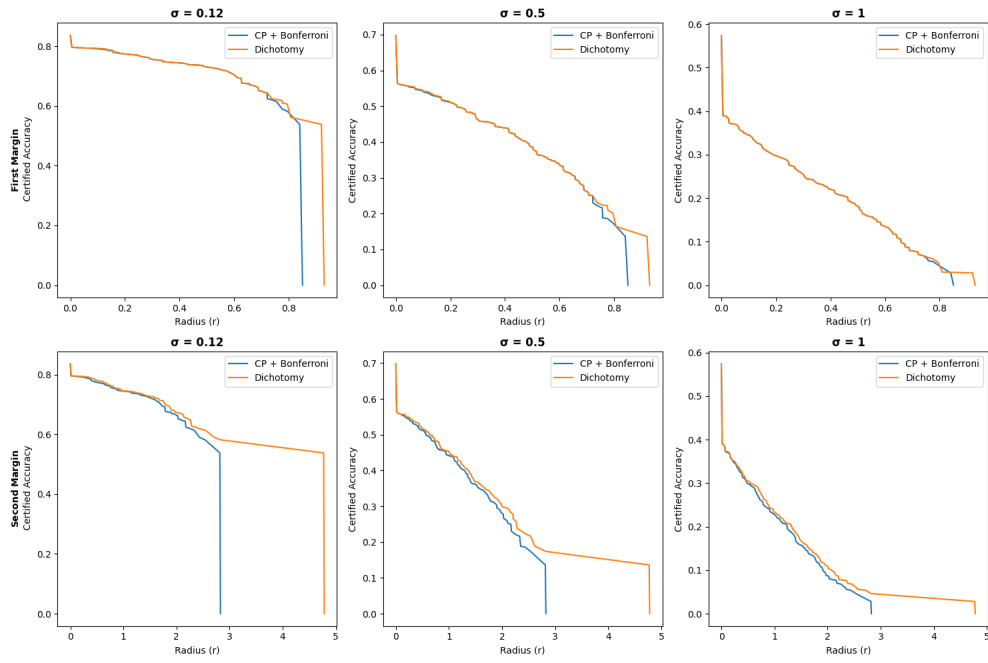 σ = 0.12
First Margin
Certified Accuracy
0.8
0.6
0.4
0.2
0.0
CP + Bonferroni
Dichotomy
0.0 0.2 0.4 0.6 0.8
Radius (r)
σ = 0.5
Certified Accuracy
0.7
0.6
0.5
0.4
0.3
0.2
0.1
0.0
CP + Bonferroni
Dichotomy
0.0 0.2 0.4 0.6 0.8
Radius (r)
σ = 1
Certified Accuracy
0.6
0.5
0.4
0.3
0.2
0.1
0.0
CP + Bonferroni
Dichotomy
0.0 0.2 0.4 0.6 0.8
Radius (r)
σ = 0.12
Second Margin
Certified Accuracy
0.8
0.6
0.4
0.2
0.0
CP + Bonferroni
Dichotomy
0 1 2 3 4 5
Radius (r)
σ = 0.5
Certified Accuracy
0.7
0.6
0.5
0.4
0.3
0.2
0.1
0.0
CP + Bonferroni
Dichotomy
0 1 2 3 4 5
Radius (r)
σ = 1
Certified Accuracy
0.6
0.5
0.4
0.3
0.2
0.1
0.0
CP + Bonferroni
Dichotomy
0 1 2 3 4 5
Radius (r)